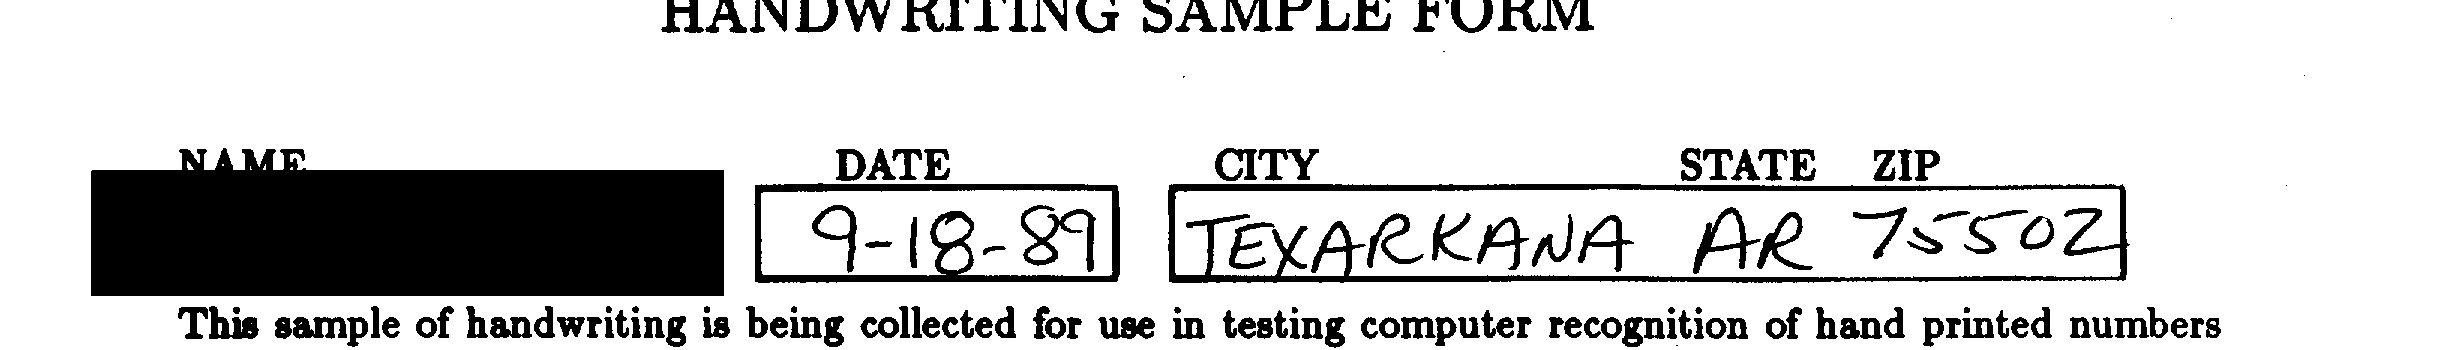 HANDWRITING SAMPLE FORM
NAME DATE CITY STATE ZIP
9-18-89 TEXARKANA AR 75502
This sample of handwriting is being collected for use in testing computer recognition of hand printed numbers